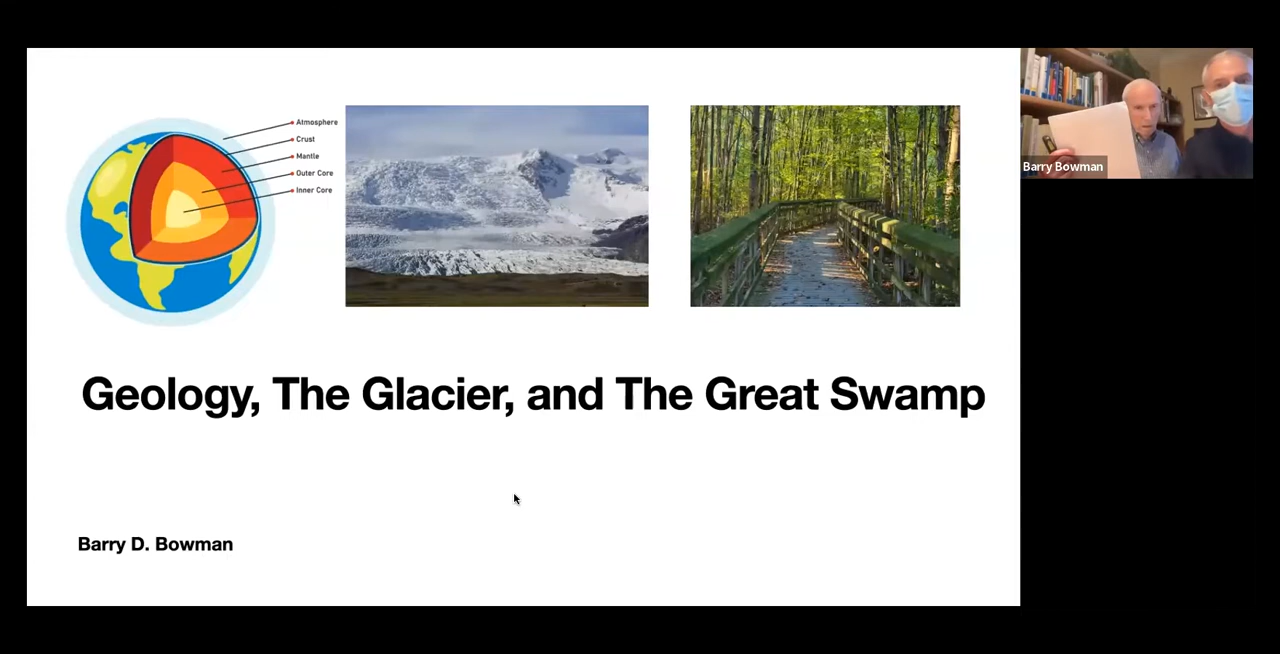 Atmosphere
Crust
Mantle
Outer Core
Inner Core
Barry Bowman
Geology, The Glacier, and The Great Swamp
Barry D. Bowman